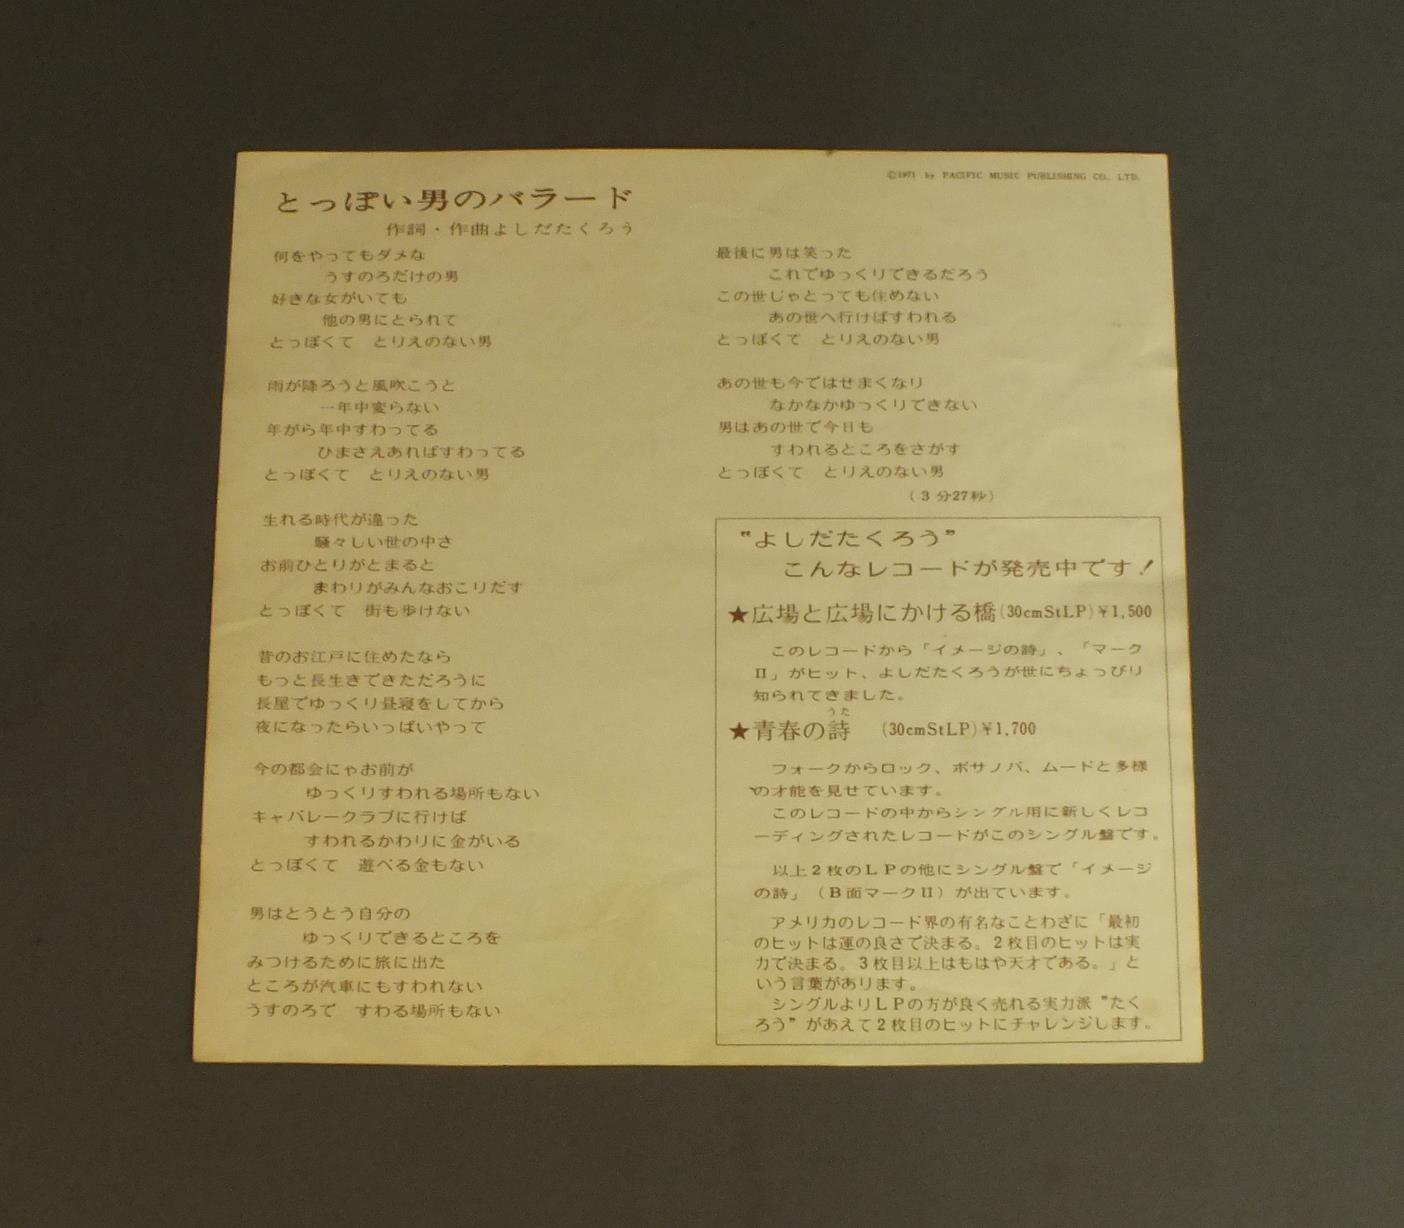 ©1971 by PACIFIC MUSIC PUBLISHING CO., LTD.
とっぽい男のバラード
作詞・作曲よしだたくろう
何をやってもダメな
うすのろだけの男
好きな女がいても
他の男にとられて
とっぽくて　とりえのない男
雨が降ろうと風吹こうと
一年中変らない
年がら年中すわってる
ひまさえあればすわってる
とっぽくて　とりえのない男
生れる時代が違った
騒々しい世の中さ
お前ひとりがとまると
まわりがみんなおこりだす
とっぽくて　街も歩けない
昔のお江戸に住めたなら
もっと長生きできただろうに
長屋でゆっくり昼寝をしてから
夜になったらいっぱいやって
今の都会にゃお前が
ゆっくりすわれる場所もない
キャバレークラブに行けば
すわれるかわりに金がいる
とっぽくて　遊べる金もない
男はとうとう自分の
ゆっくりできるところを
みつけるために旅に出た
ところが汽車にもすわれない
うすのろで　すわる場所もない
最後に男は笑った
これでゆっくりできるだろう
この世じゃとっても住めない
あの世へ行けばすわれる
とっぽくて　とりえのない男
あの世も今ではせまくなり
なかなかゆっくりできない
男はあの世で今日も
すわれるところをさがす
とっぽくて　とりえのない男
（3分27秒）
“よしだたくろう”
こんなレコードが発売中です！
★広場と広場にかける橋(30cmStLP)￥1,500
このレコードから「イメージの詩」、「マーク
II」がヒット、よしだたくろうが世にちょっぴり
知られてきました。
うた
★青春の詩　(30cmStLP)￥1,700
フォークからロック、ボサノバ、ムードと多様
の才能を見せています。
このレコードの中からシングル用に新しくレコ
ーディングされたレコードがこのシングル盤です。
以上2枚のLPの他にシングル盤で「イメージ
の詩」（B面マークII）が出ています。
アメリカのレコード界の有名なことわざに「最初
のヒットは運の良さで決まる。2枚目のヒットは実
力で決まる。3枚目以上はもはや天才である。」と
いう言葉があります。
シングルよりLPの方が良く売れる実力派“たく
ろう”があえて2枚目のヒットにチャレンジします。